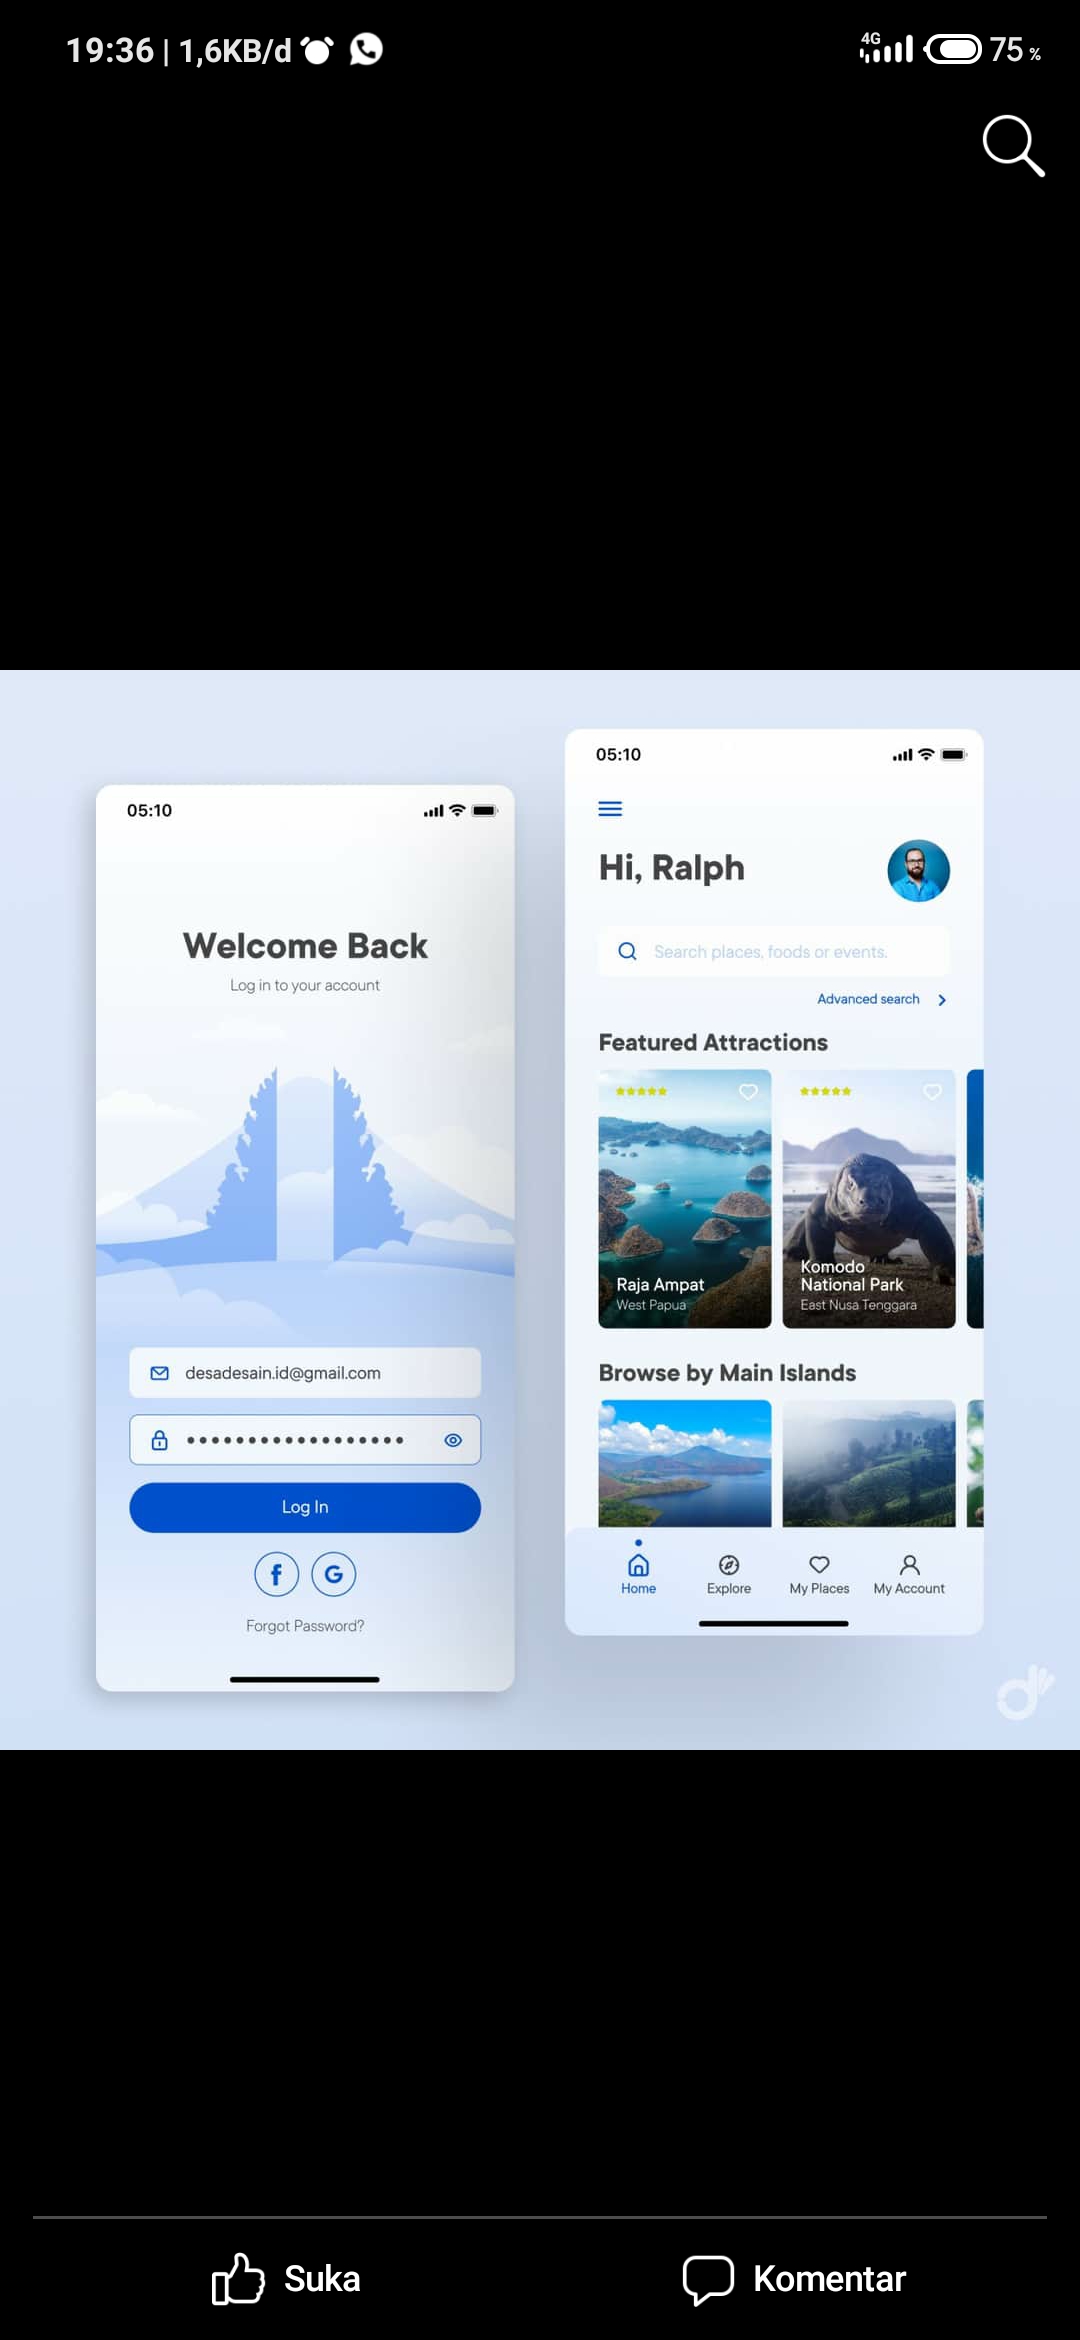 19:36 | 1,6KB/d
4G
75 %
05:10
Welcome Back
Log in to your account
desadesain.id@gmail.com
Log In
Forgot Password?
05:10
Hi, Ralph
Search places, foods or events.
Advanced search
Featured Attractions
Raja Ampat
West Papua
Komodo
National Park
East Nusa Tenggara
Browse by Main Islands
Home
Explore
My Places
My Account
Suka
Komentar